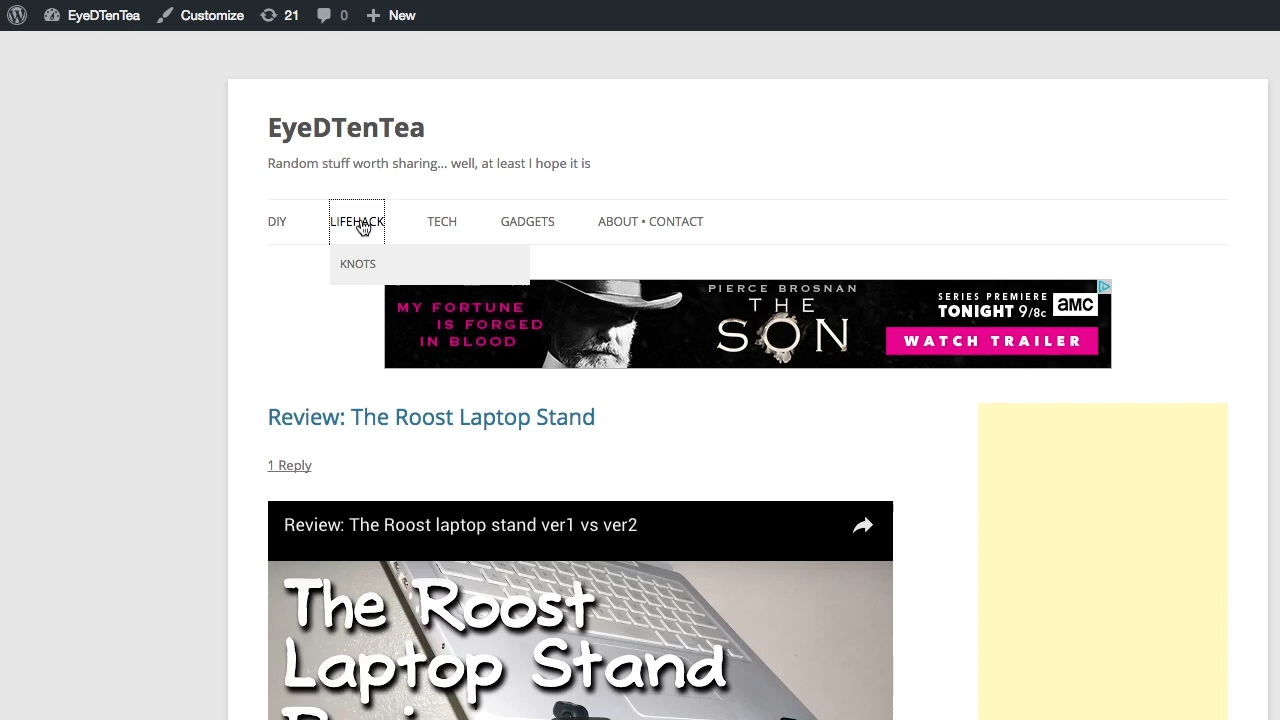 EyeDTenTea Customize 21 0 New
EyeDTenTea
Random stuff worth sharing... well, at least I hope it is
DIY LIFEHACK TECH GADGETS ABOUT • CONTACT
KNOTS
MY FORTUNE
IS FORGED
IN BLOOD
PIERCE BROSNAN
THE
SON
SERIES PREMIERE
TONIGHT 9/8c
amc
WATCH TRAILER
Review: The Roost Laptop Stand
1 Reply
Review: The Roost laptop stand ver1 vs ver2
The Roost
Laptop Stand